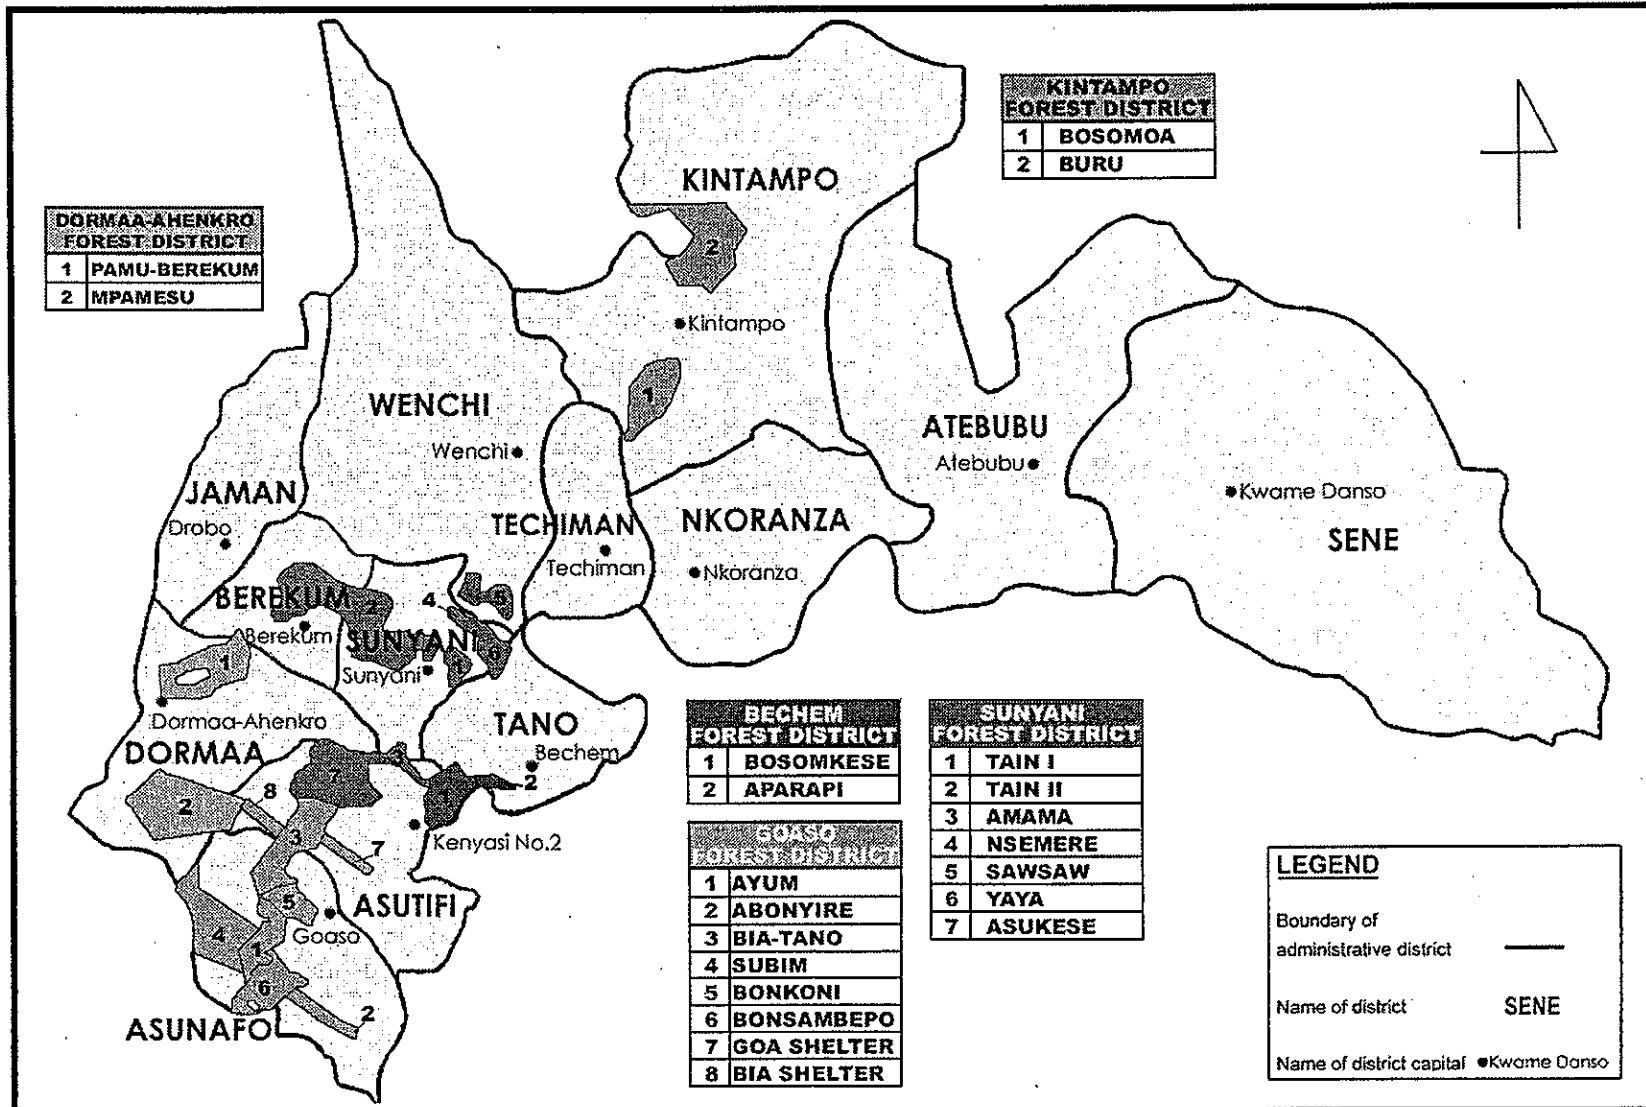 KINTAMPO
FOREST DISTRICT
1 BOSOMOA
2 BURU
DORMAA-AHENKRO
FOREST DISTRICT
1 PAMU-BEREKUM
2 MPAMESU
KINTAMPO
2
Kintampo
1
WENCHI
Wenchi
ATEBUBU
Atebubu
Kwame Danso
SENE
JAMAN
Drobo
TECHIMAN
Techiman
NKORANZA
Nkoranza
BEREKUM
Berekum
2
4
5
SUNYANI
Sunyani
1
6
1
Dormaa-Ahenkro
DORMAA
TANO
Bechem
2
3
7
8
1
2
Kenyasi No.2
3
7
ASUTIFI
5
Goaso
4
1
6
2
ASUNAFO
BECHEM
FOREST DISTRICT
1 BOSOMKESE
2 APARAPI
GOASO
FOREST DISTRICT
1 AYUM
2 ABONYIRE
3 BIA-TANO
4 SUBIM
5 BONKONI
6 BONSAMBEPO
7 GOA SHELTER
8 BIA SHELTER
SUNYANI
FOREST DISTRICT
1 TAIN I
2 TAIN II
3 AMAMA
4 NSEMERE
5 SAWSAW
6 YAYA
7 ASUKESE
LEGEND
Boundary of
administrative district
Name of district SENE
Name of district capital Kwame Danso